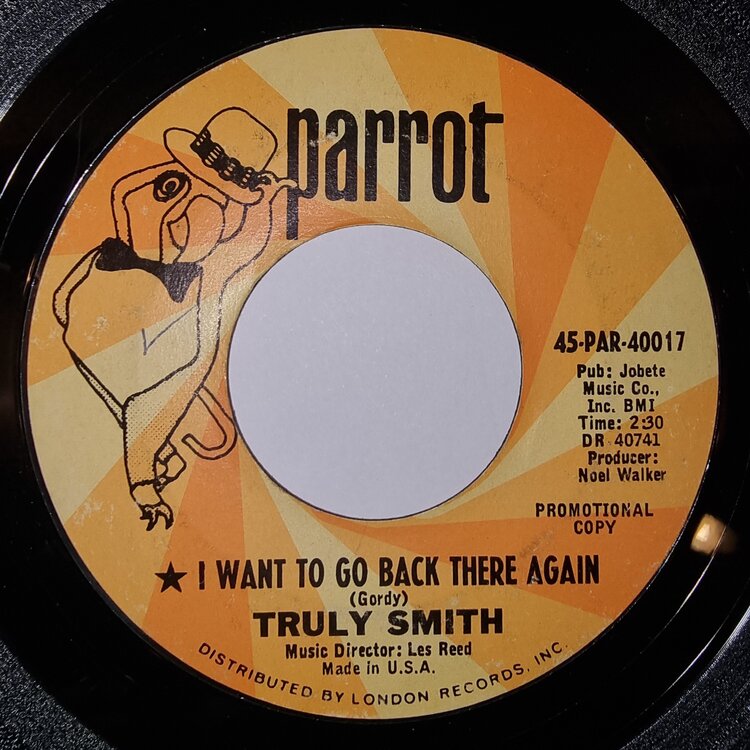 parrot
45-PAR-40017
Pub: Jobete
Music Co.,
Inc. BMI
Time: 2:30
DR 40741
Producer:
Noel Walker
PROMOTIONAL
COPY
★ I WANT TO GO BACK THERE AGAIN
(Gordy)
TRULY SMITH
Music Director: Les Reed
Made in U.S.A.
DISTRIBUTED BY LONDON RECORDS, INC.